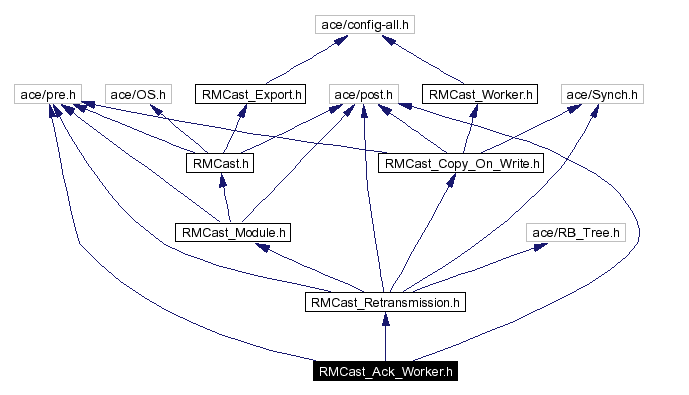 ace/config-all.h
ace/pre.h
ace/OS.h
RMCast_Export.h
ace/post.h
RMCast_Worker.h
ace/Synch.h
RMCast.h
RMCast_Copy_On_Write.h
RMCast_Module.h
ace/RB_Tree.h
RMCast_Retransmission.h
RMCast_Ack_Worker.h